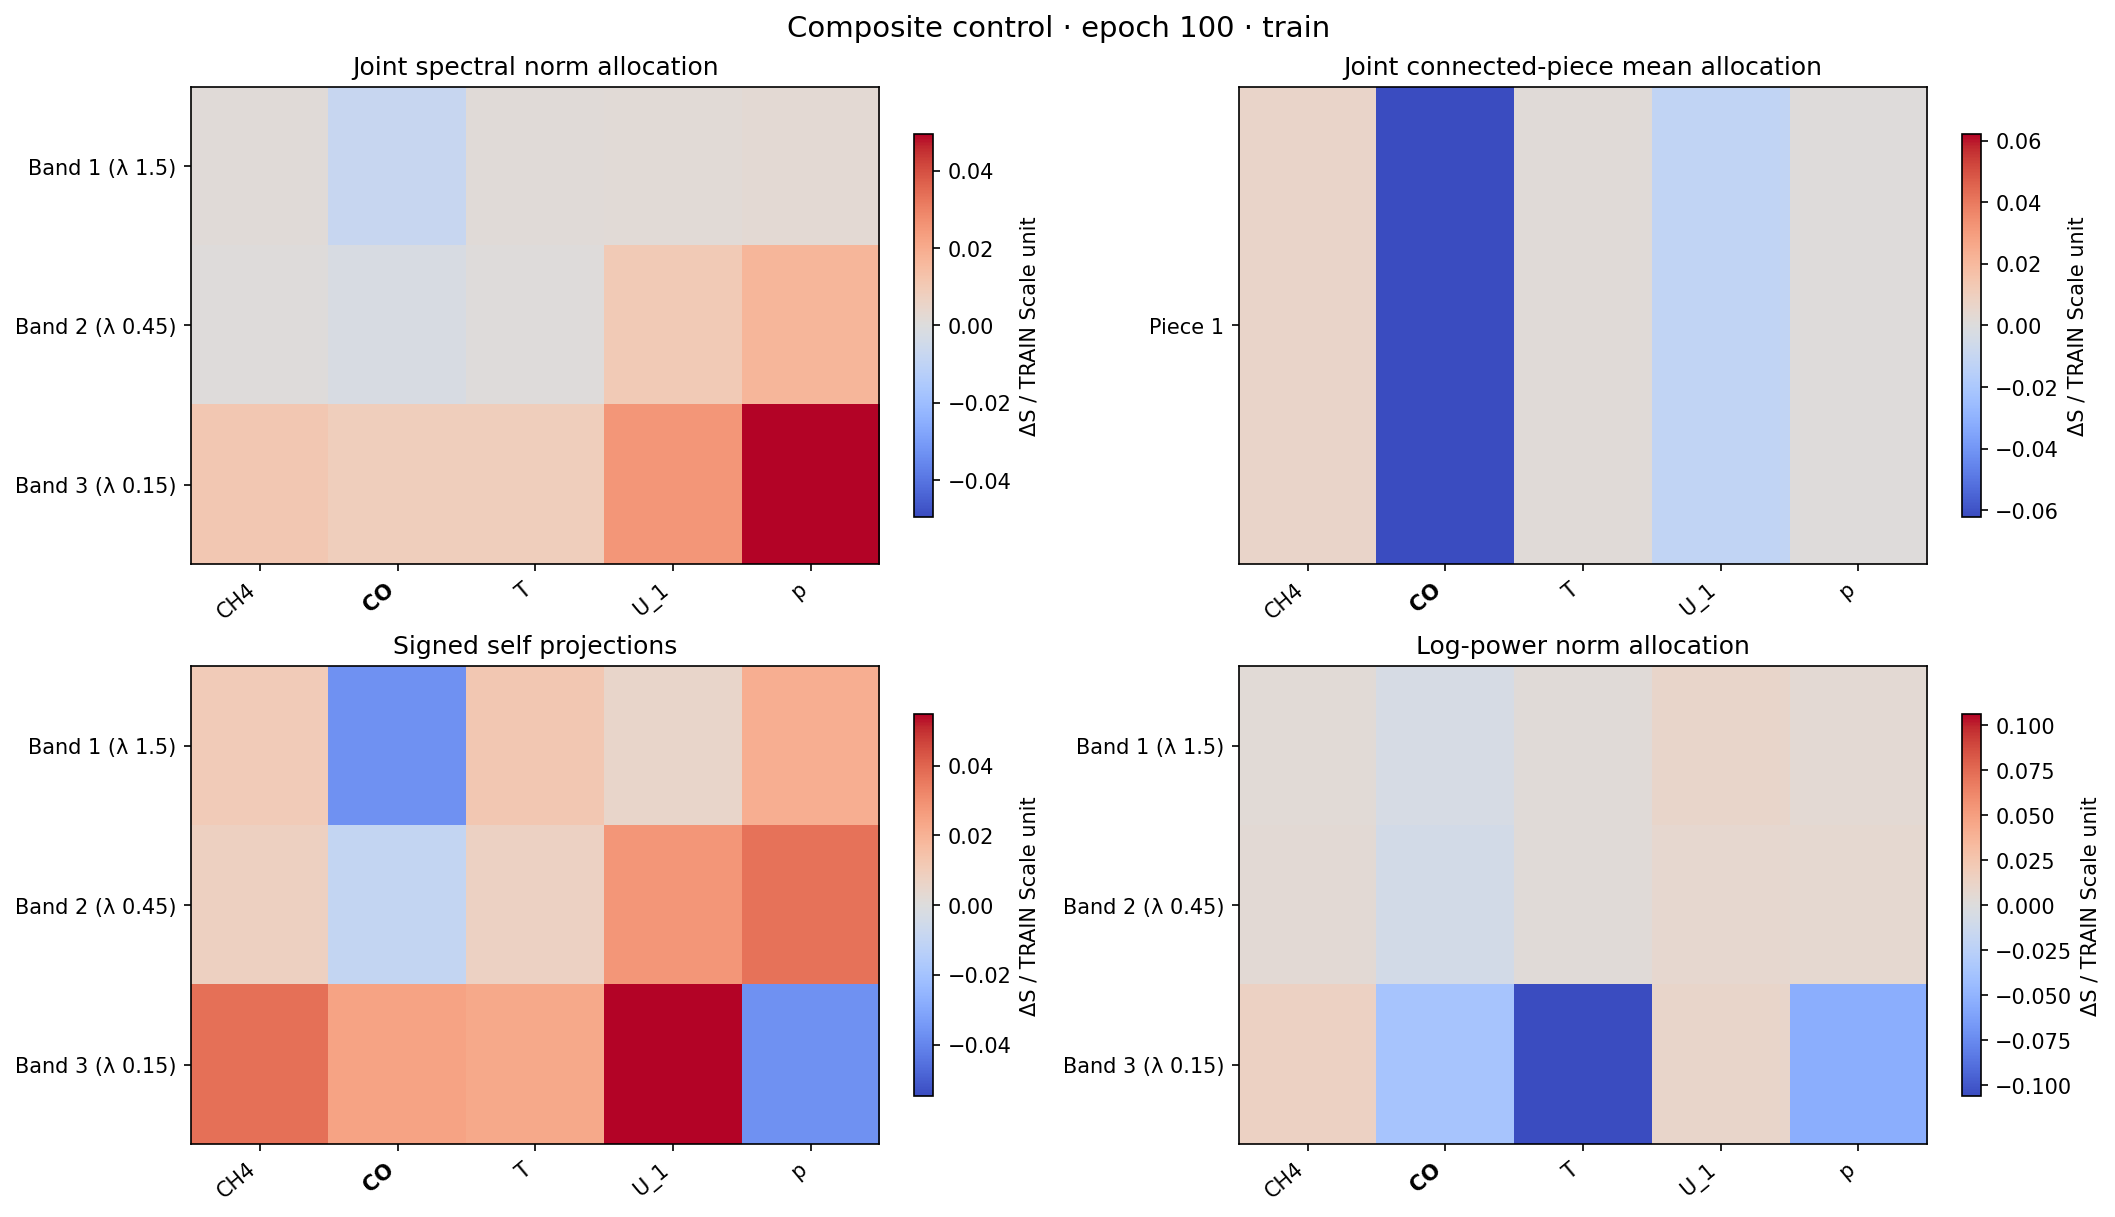 Composite control · epoch 100 · train
Joint spectral norm allocation
Band 1 (λ 1.5)
Band 2 (λ 0.45)
Band 3 (λ 0.15)
CH4
CO
T
U_1
p
0.04
0.02
0.00
−0.02
−0.04
ΔS / TRAIN Scale unit
Joint connected-piece mean allocation
Piece 1
CH4
CO
T
U_1
p
0.06
0.04
0.02
0.00
−0.02
−0.04
−0.06
ΔS / TRAIN Scale unit
Signed self projections
Band 1 (λ 1.5)
Band 2 (λ 0.45)
Band 3 (λ 0.15)
CH4
CO
T
U_1
p
0.04
0.02
0.00
−0.02
−0.04
ΔS / TRAIN Scale unit
Log-power norm allocation
Band 1 (λ 1.5)
Band 2 (λ 0.45)
Band 3 (λ 0.15)
CH4
CO
T
U_1
p
0.100
0.075
0.050
0.025
0.000
−0.025
−0.050
−0.075
−0.100
ΔS / TRAIN Scale unit